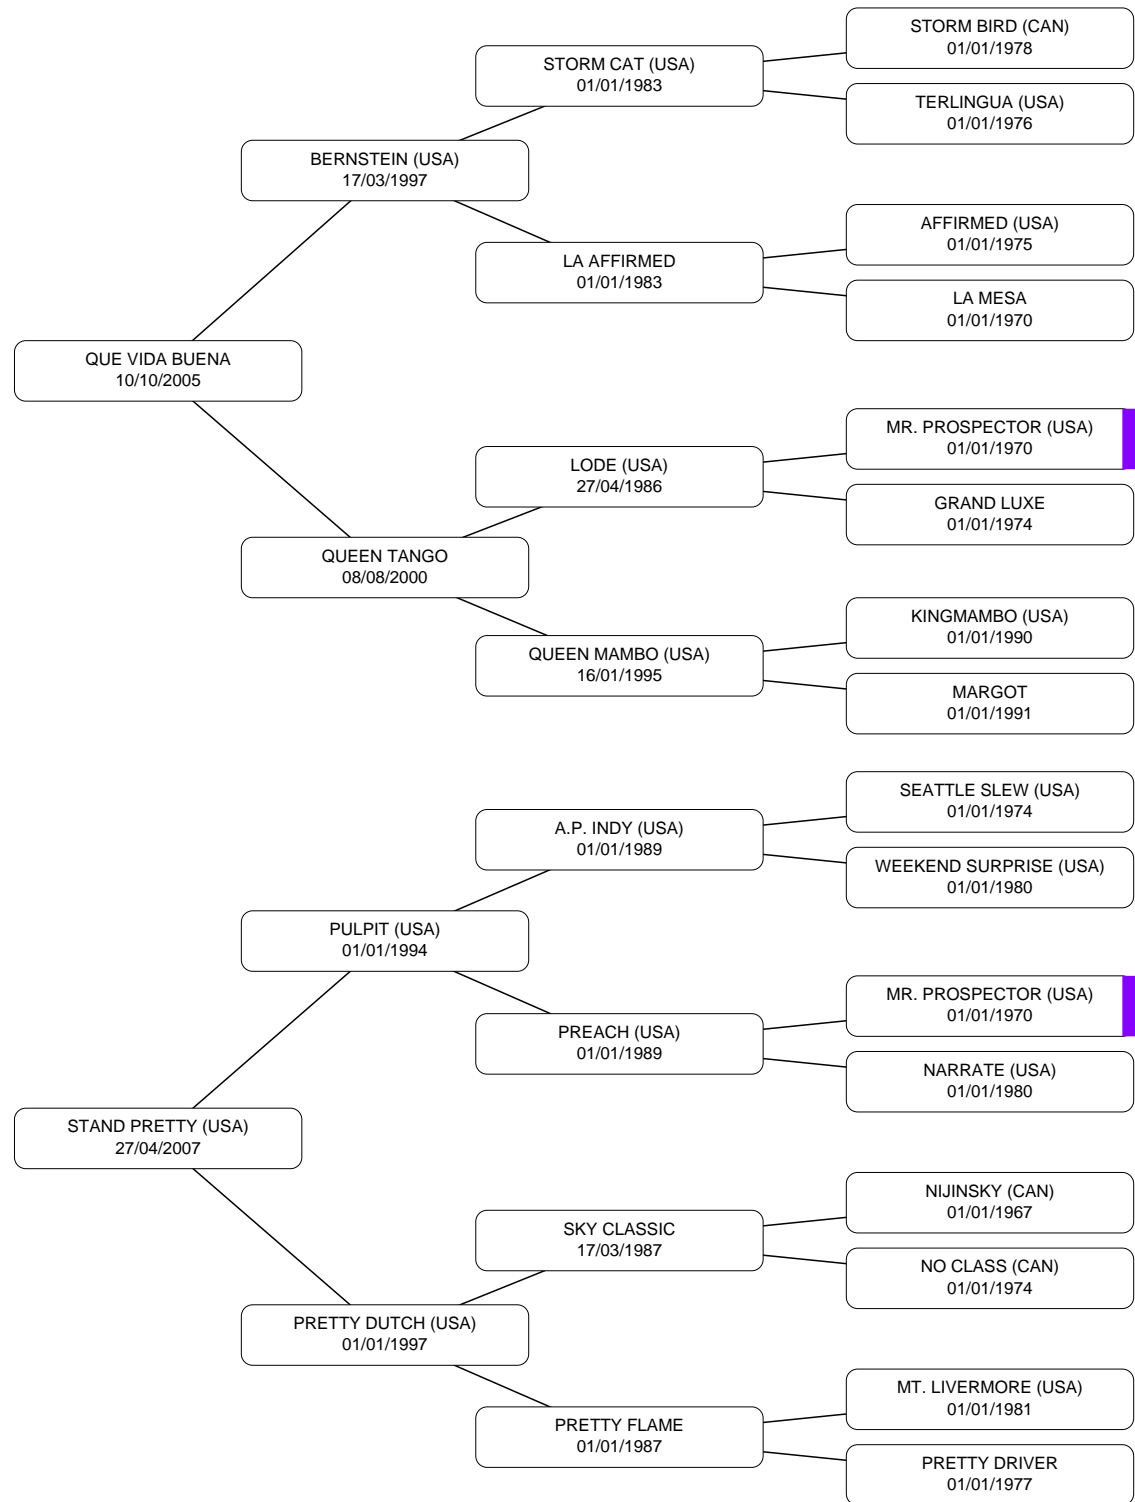 STORM BIRD (CAN)
01/01/1978
STORM CAT (USA)
01/01/1983
TERLINGUA (USA)
01/01/1976
BERNSTEIN (USA)
17/03/1997
AFFIRMED (USA)
01/01/1975
LA AFFIRMED
01/01/1983
LA MESA
01/01/1970
QUE VIDA BUENA
10/10/2005
MR. PROSPECTOR (USA)
01/01/1970
LODE (USA)
27/04/1986
GRAND LUXE
01/01/1974
QUEEN TANGO
08/08/2000
KINGMAMBO (USA)
01/01/1990
QUEEN MAMBO (USA)
16/01/1995
MARGOT
01/01/1991
SEATTLE SLEW (USA)
01/01/1974
A.P. INDY (USA)
01/01/1989
WEEKEND SURPRISE (USA)
01/01/1980
PULPIT (USA)
01/01/1994
MR. PROSPECTOR (USA)
01/01/1970
PREACH (USA)
01/01/1989
NARRATE (USA)
01/01/1980
STAND PRETTY (USA)
27/04/2007
NIJINSKY (CAN)
01/01/1967
SKY CLASSIC
17/03/1987
NO CLASS (CAN)
01/01/1974
PRETTY DUTCH (USA)
01/01/1997
MT. LIVERMORE (USA)
01/01/1981
PRETTY FLAME
01/01/1987
PRETTY DRIVER
01/01/1977